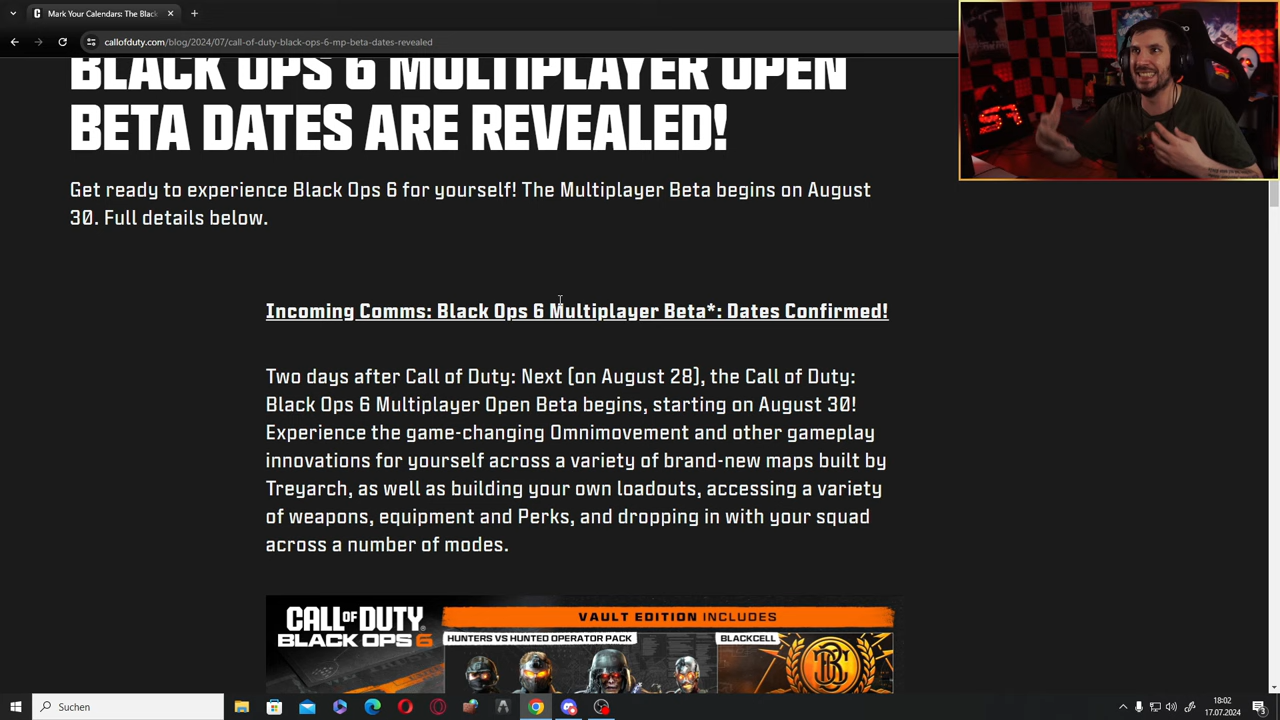 Mark Your Calendars: The Black
callofduty.com/blog/2024/07/call-of-duty-black-ops-6-mp-beta-dates-revealed
BLACK OPS 6 MULTIPLAYER OPEN
BETA DATES ARE REVEALED!
Get ready to experience Black Ops 6 for yourself! The Multiplayer Beta begins on August
30. Full details below.
Incoming Comms: Black Ops 6 Multiplayer Beta*: Dates Confirmed!
Two days after Call of Duty: Next (on August 28), the Call of Duty:
Black Ops 6 Multiplayer Open Beta begins, starting on August 30!
Experience the game-changing Omnimovement and other gameplay
innovations for yourself across a variety of brand-new maps built by
Treyarch, as well as building your own loadouts, accessing a variety
of weapons, equipment and Perks, and dropping in with your squad
across a number of modes.
CALL OF DUTY
BLACK OPS 6
VAULT EDITION INCLUDES
HUNTERS VS HUNTED OPERATOR PACK
BLACKCELL
Suchen
18:02
17.07.2024
3